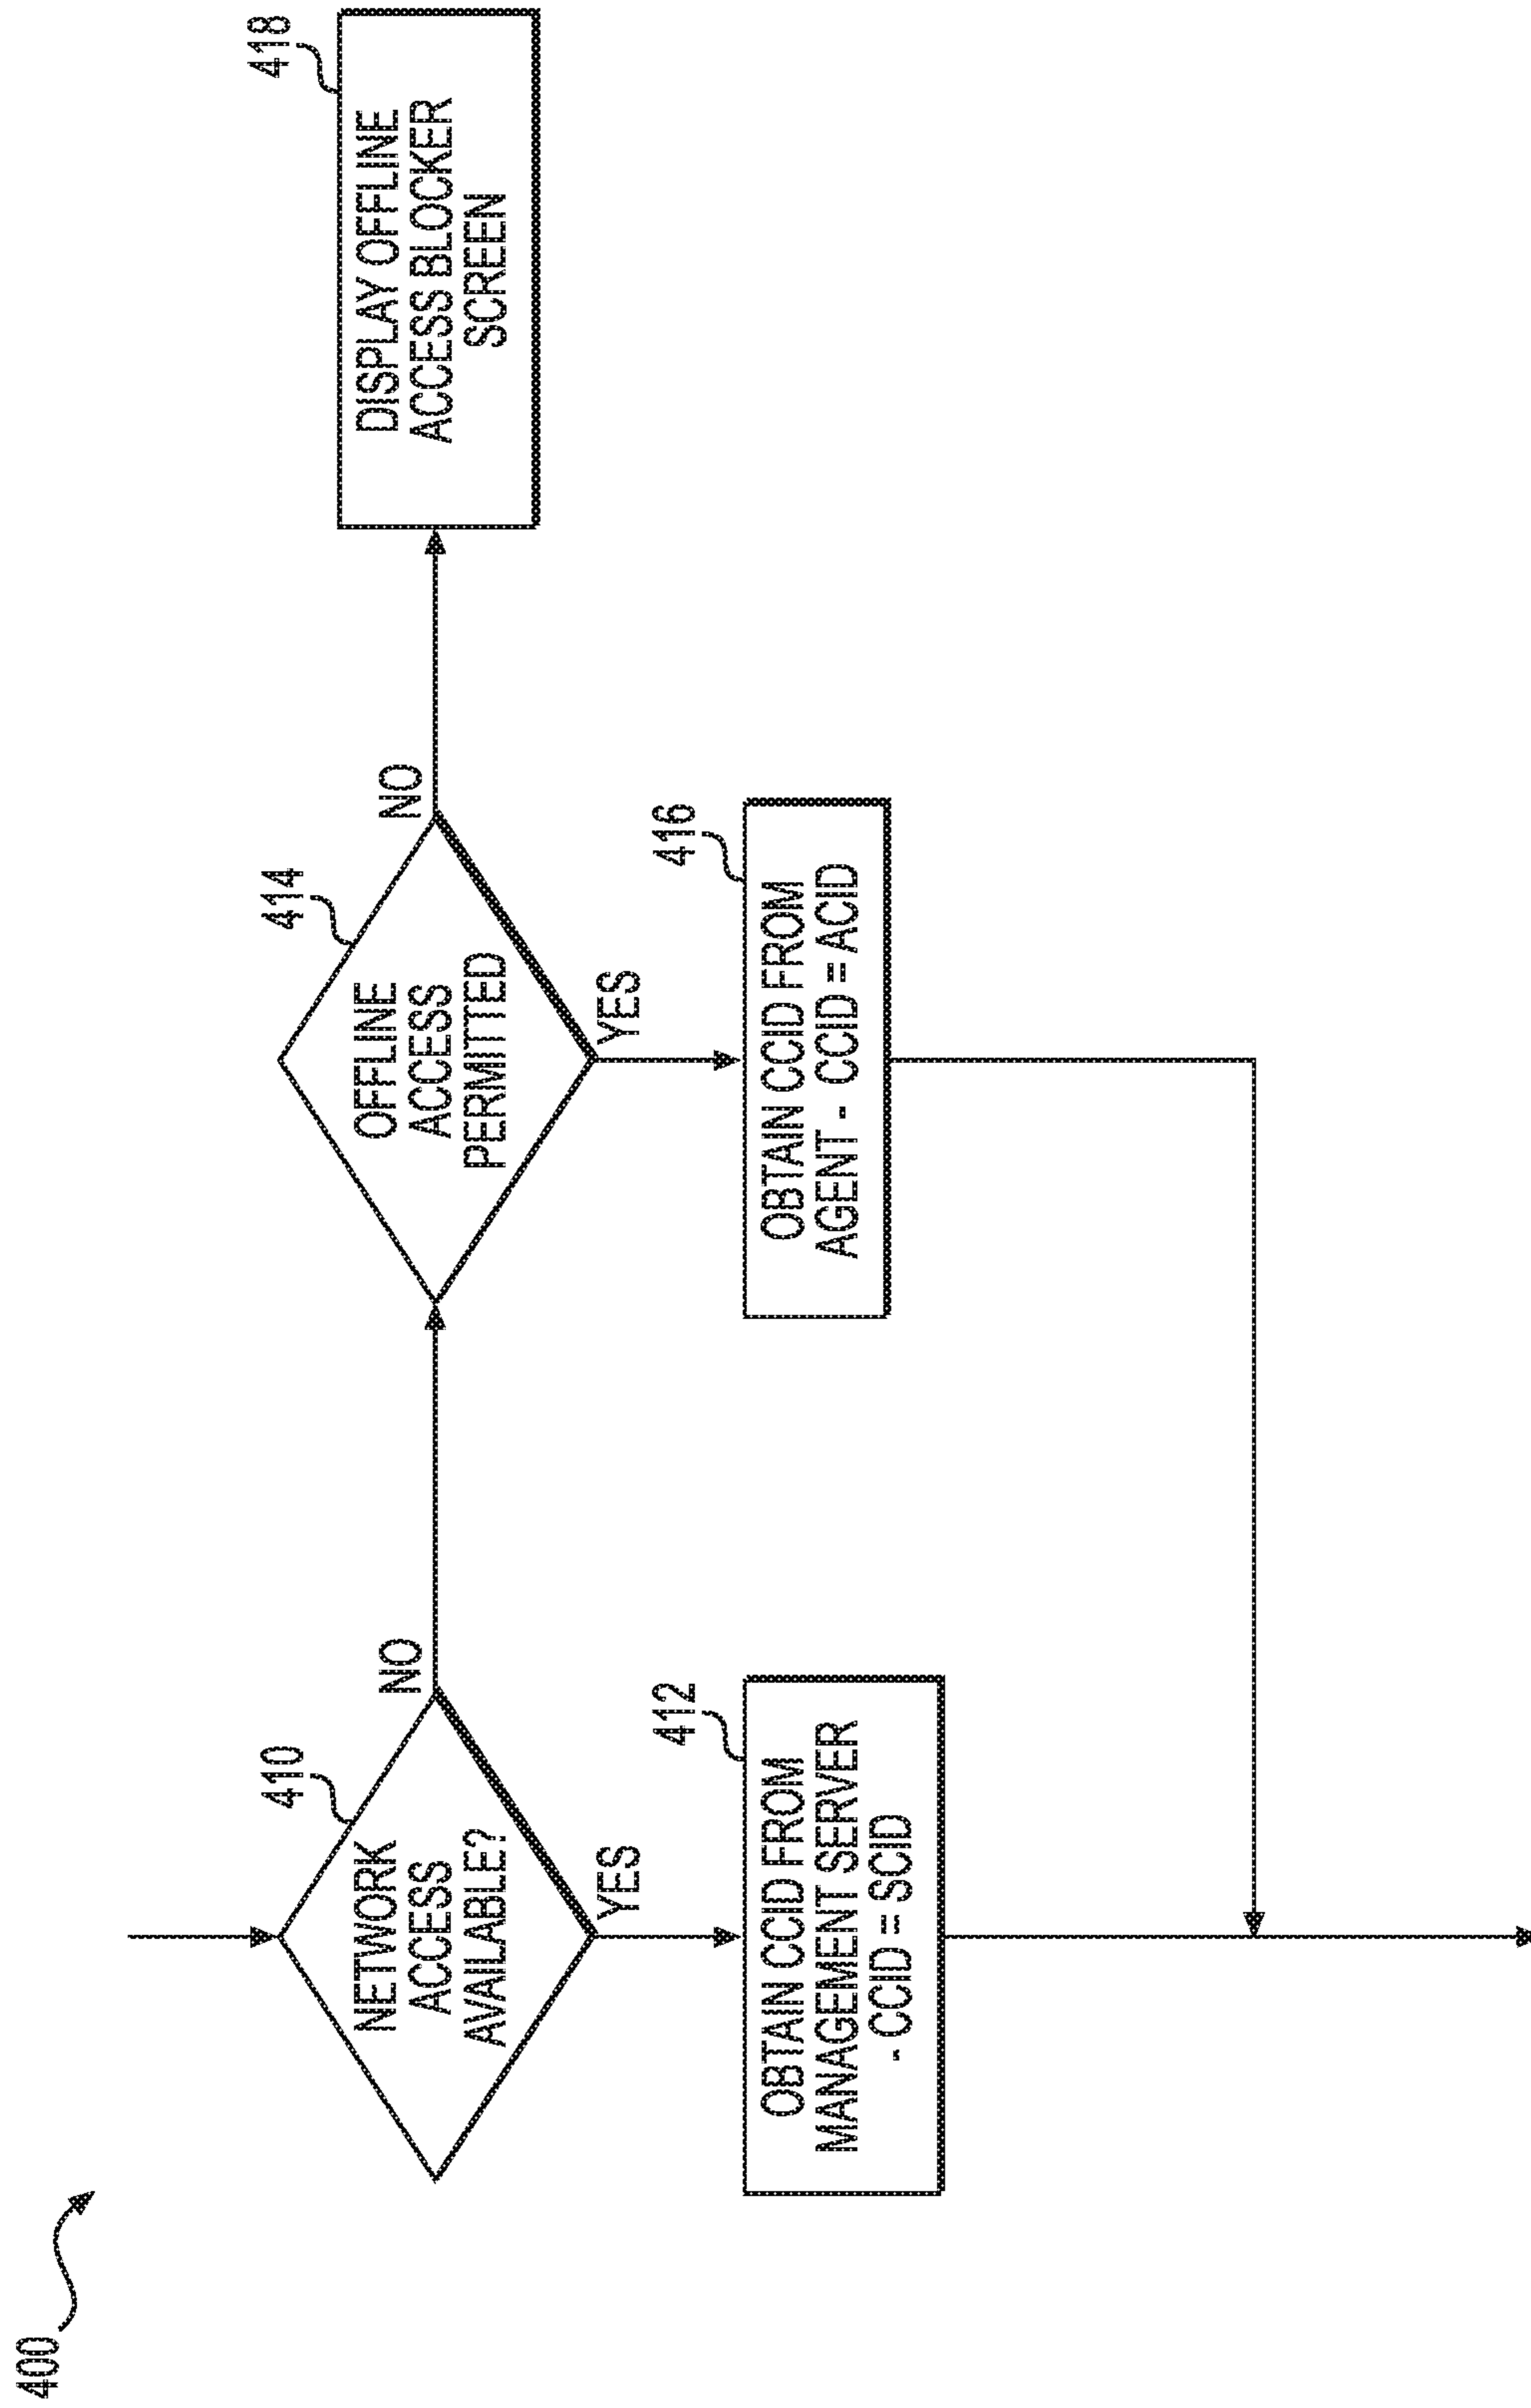 400
410
NETWORK
ACCESS
AVAILABLE?
NO
YES
412
OBTAIN CCID FROM
MANAGEMENT SERVER
- CCID = SCID
414
OFFLINE
ACCESS
PERMITTED
NO
YES
416
OBTAIN CCID FROM
AGENT - CCID = ACID
418
DISPLAY OFFLINE
ACCESS BLOCKER
SCREEN